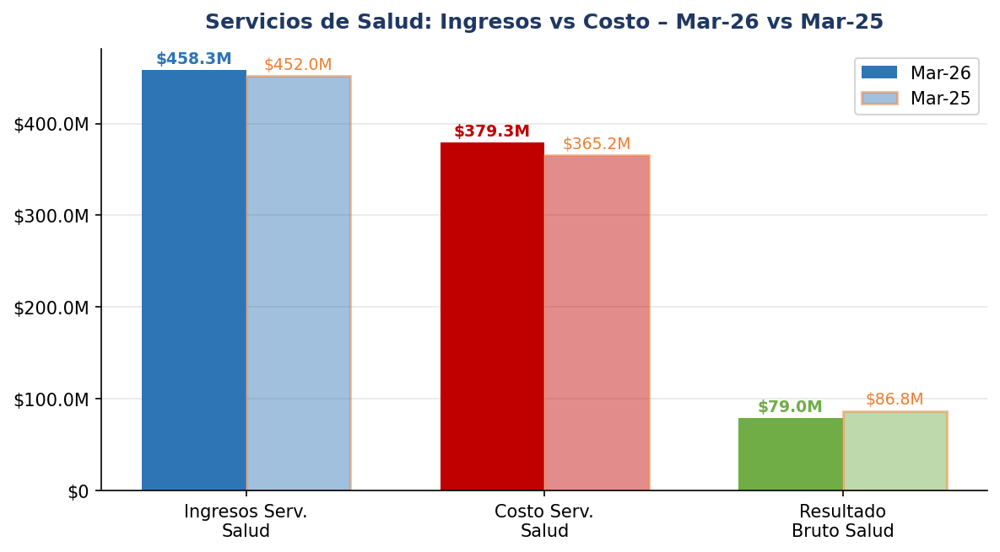 Servicios de Salud: Ingresos vs Costo – Mar-26 vs Mar-25
$458.3M
$452.0M
$379.3M
$365.2M
$79.0M
$86.8M
Mar-26
Mar-25
$400.0M
$300.0M
$200.0M
$100.0M
$0
Ingresos Serv.
Salud
Costo Serv.
Salud
Resultado
Bruto Salud